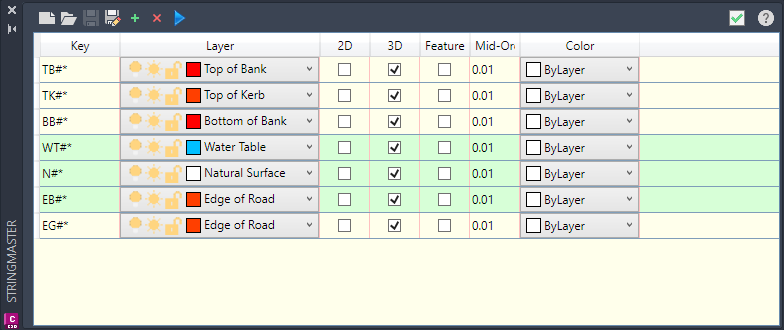 Key Layer 2D 3D Feature Mid-Or Color
TB#* Top of Bank 0.01 ByLayer
TK#* Top of Kerb 0.01 ByLayer
BB#* Bottom of Bank 0.01 ByLayer
WT#* Water Table 0.01 ByLayer
N#* Natural Surface 0.01 ByLayer
EB#* Edge of Road 0.01 ByLayer
EG#* Edge of Road 0.01 ByLayer
STRINGMASTER
C
C3D